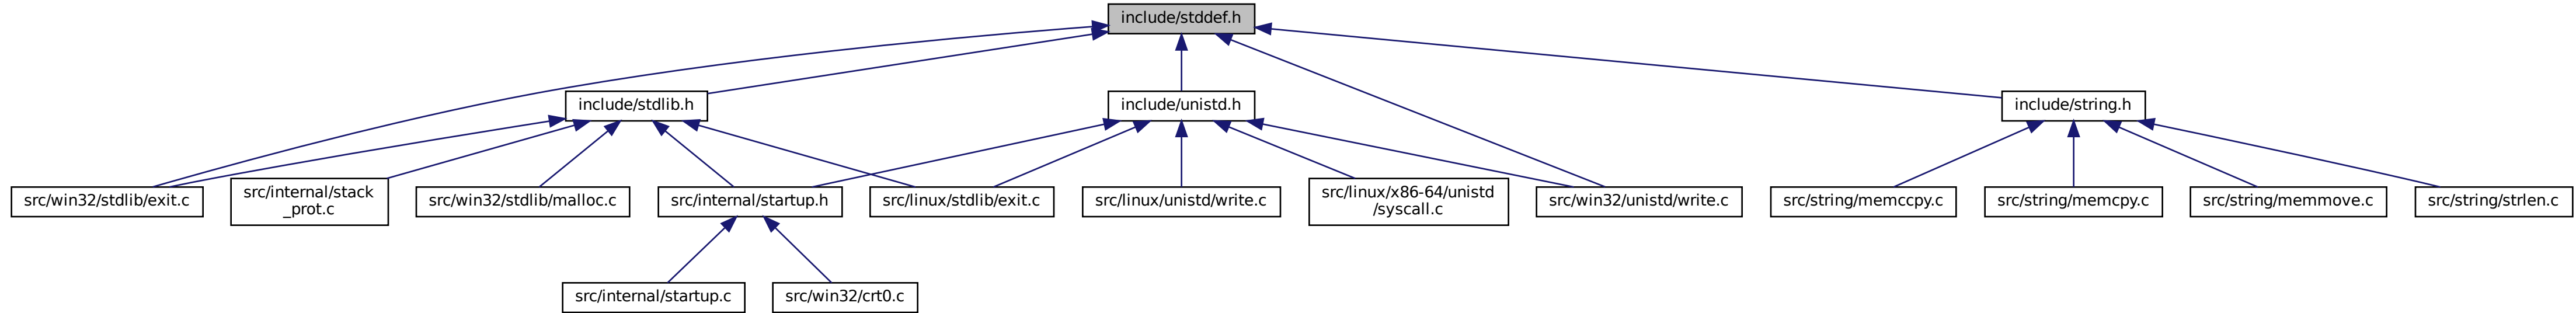 include/stddef.h
include/stdlib.h
include/unistd.h
include/string.h
src/win32/stdlib/exit.c
src/internal/stack
_prot.c
src/win32/stdlib/malloc.c
src/internal/startup.h
src/linux/stdlib/exit.c
src/linux/unistd/write.c
src/linux/x86-64/unistd
/syscall.c
src/win32/unistd/write.c
src/string/memccpy.c
src/string/memcpy.c
src/string/memmove.c
src/string/strlen.c
src/internal/startup.c
src/win32/crt0.c